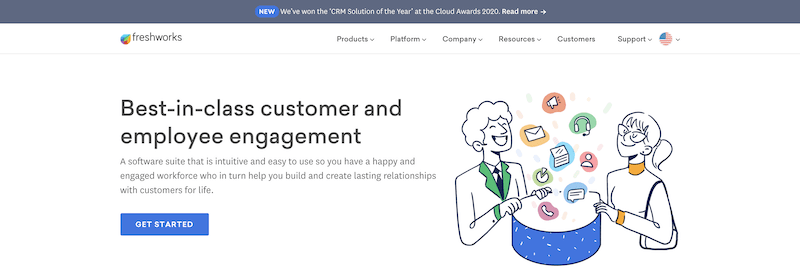 NEW We've won the 'CRM Solution of the Year' at the Cloud Awards 2020. Read more →
freshworks Products Platform Company Resources Customers Support
Best-in-class customer and
employee engagement
A software suite that is intuitive and easy to use so you have a happy and
engaged workforce who in turn help you build and create lasting relationships
with customers for life.
GET STARTED